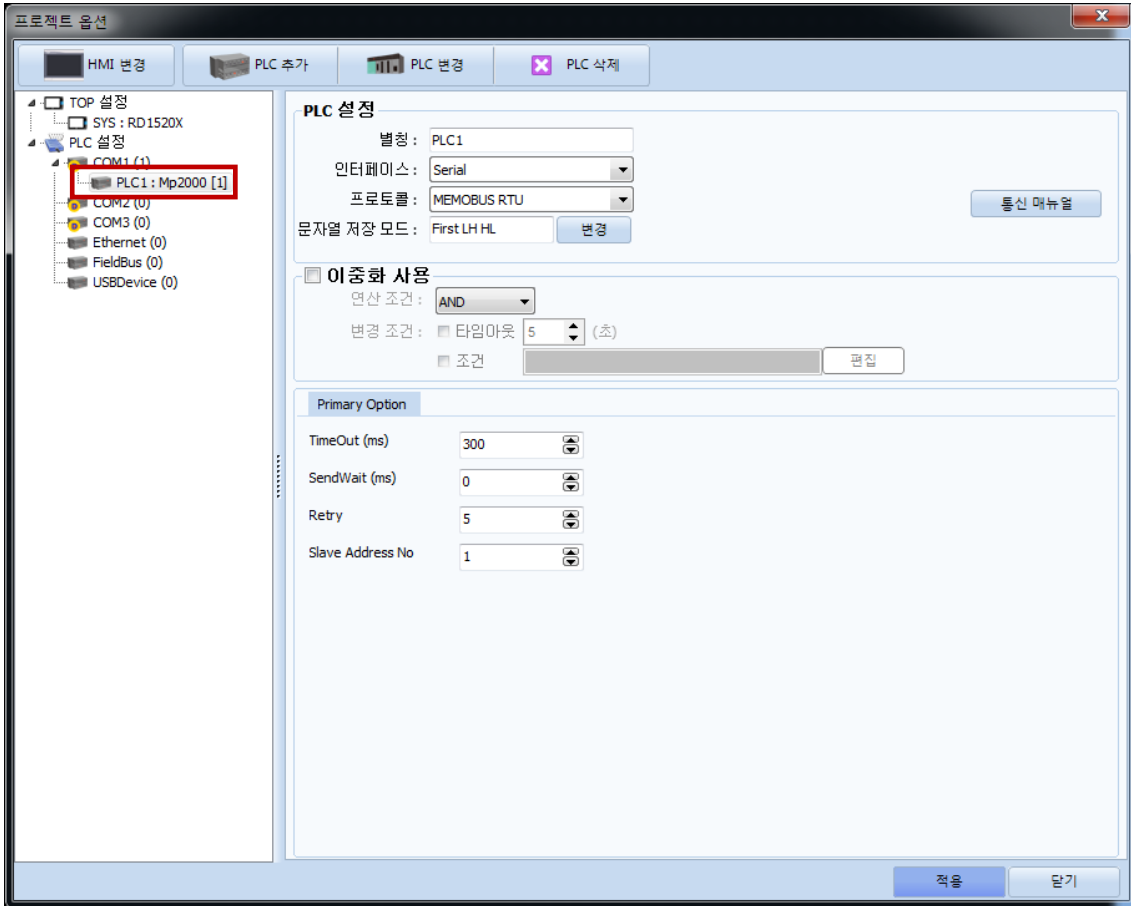 프로젝트 옵션
HMI 변경
PLC 추가
PLC 변경
PLC 삭제
TOP 설정
SYS : RD1520X
PLC 설정
COM1 (1)
PLC1 : Mp2000 [1]
COM2 (0)
COM3 (0)
Ethernet (0)
FieldBus (0)
USBDevice (0)
PLC 설정
별칭 : PLC1
인터페이스 : Serial
프로토콜 : MEMOBUS RTU
통신 매뉴얼
문자열 저장 모드 : First LH HL 변경
이중화 사용
연산 조건 : AND
변경 조건 : 타임아웃 5 (초)
조건 편집
Primary Option
TimeOut (ms) 300
SendWait (ms) 0
Retry 5
Slave Address No 1
적용 닫기